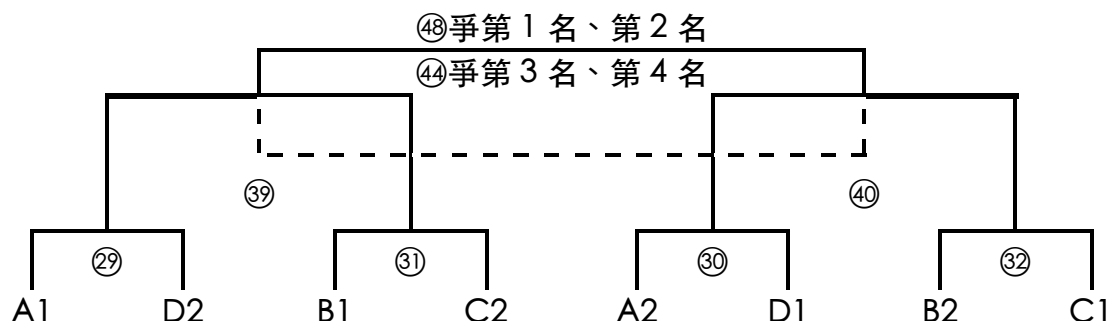 ㊽爭第 1 名、第 2 名
㊹爭第 3 名、第 4 名
㊴ ㊵
㉙ ㉛ ㉚ ㉜
A1 D2 B1 C2 A2 D1 B2 C1